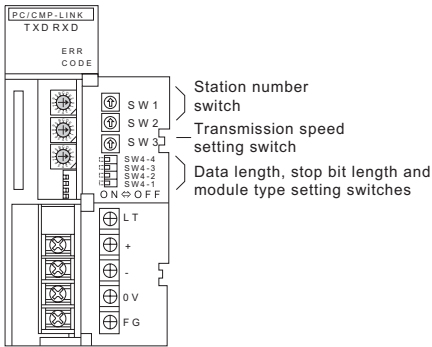 PC/CMP-LINK
TXD RXD
ERR
CODE
SW1
SW2
SW3
SW4-4
SW4-3
SW4-2
SW4-1
ON⇔OFF
LT
+
-
0V
FG
Station number
switch
Transmission speed
setting switch
Data length, stop bit length and
module type setting switches